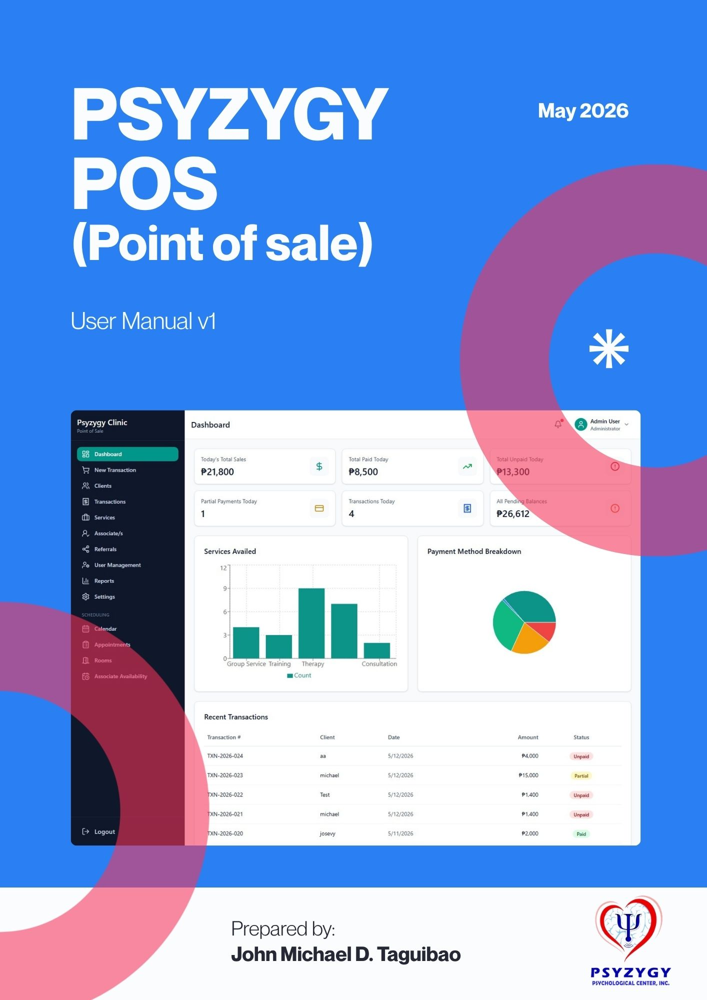 PSYZYGY
POS
(Point of sale)
May 2026
User Manual v1
Psyzygy Clinic
Point of Sale
Dashboard
New Transaction
Clients
Transactions
Services
Associate/s
Referrals
User Management
Reports
Settings
SCHEDULING
Calendar
Appointments
Rooms
Associate Availability
Logout
Dashboard
Admin User
Administrator
Today's Total Sales
₱21,800
Total Paid Today
₱8,500
Total Unpaid Today
₱13,300
Partial Payments Today
1
Transactions Today
4
All Pending Balances
₱26,612
Services Availed
12
9
6
3
0
Group Service Training Therapy Consultation
Count
Payment Method Breakdown
Recent Transactions
Transaction # Client Date Amount Status
TXN-2026-024 aa 5/12/2026 ₱4,000 Unpaid
TXN-2026-023 michael 5/12/2026 ₱15,000 Partial
TXN-2026-022 Test 5/12/2026 ₱1,400 Unpaid
TXN-2026-021 michael 5/12/2026 ₱1,400 Unpaid
TXN-2026-020 josevy 5/11/2026 ₱2,000 Paid
Prepared by:
John Michael D. Taguibao
PSYZYGY
PSYCHOLOGICAL CENTER, INC.